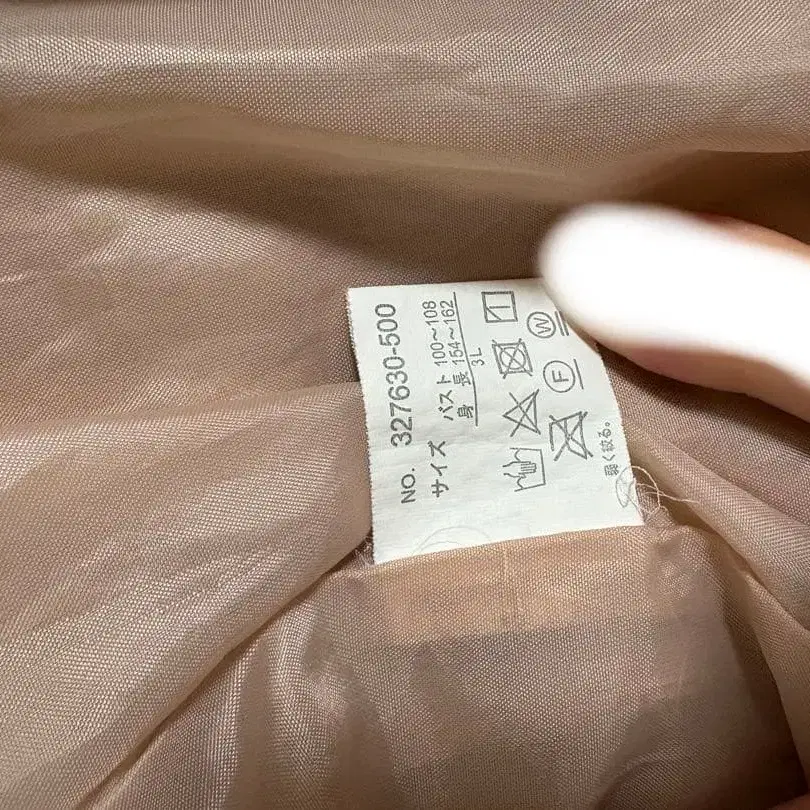 NO. 327630-500
サイズ バスト 100～108
身 長 154～162
3L
W
F
弱く絞る。